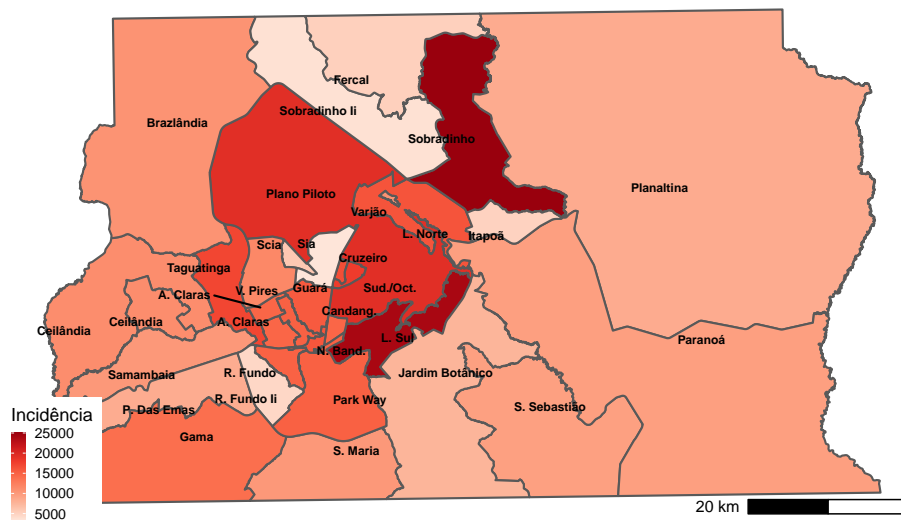 Fercal
Sobradinho Ii
Brazlândia
Sobradinho
Planaltina
Plano Piloto
Varjão
L. Norte
Itapoã
Scia
Sia
Cruzeiro
Taguatinga
V. Pires
Guará
Sud./Oct.
A. Claras
Candang.
Ceilândia
Ceilândia
A. Claras
L. Sul
Paranoá
N. Band.
Samambaia
R. Fundo
Jardim Botânico
R. Fundo Ii
Park Way
S. Sebastião
P. Das Emas
Gama
S. Maria
Incidência
25000
20000
15000
10000
5000
20 km